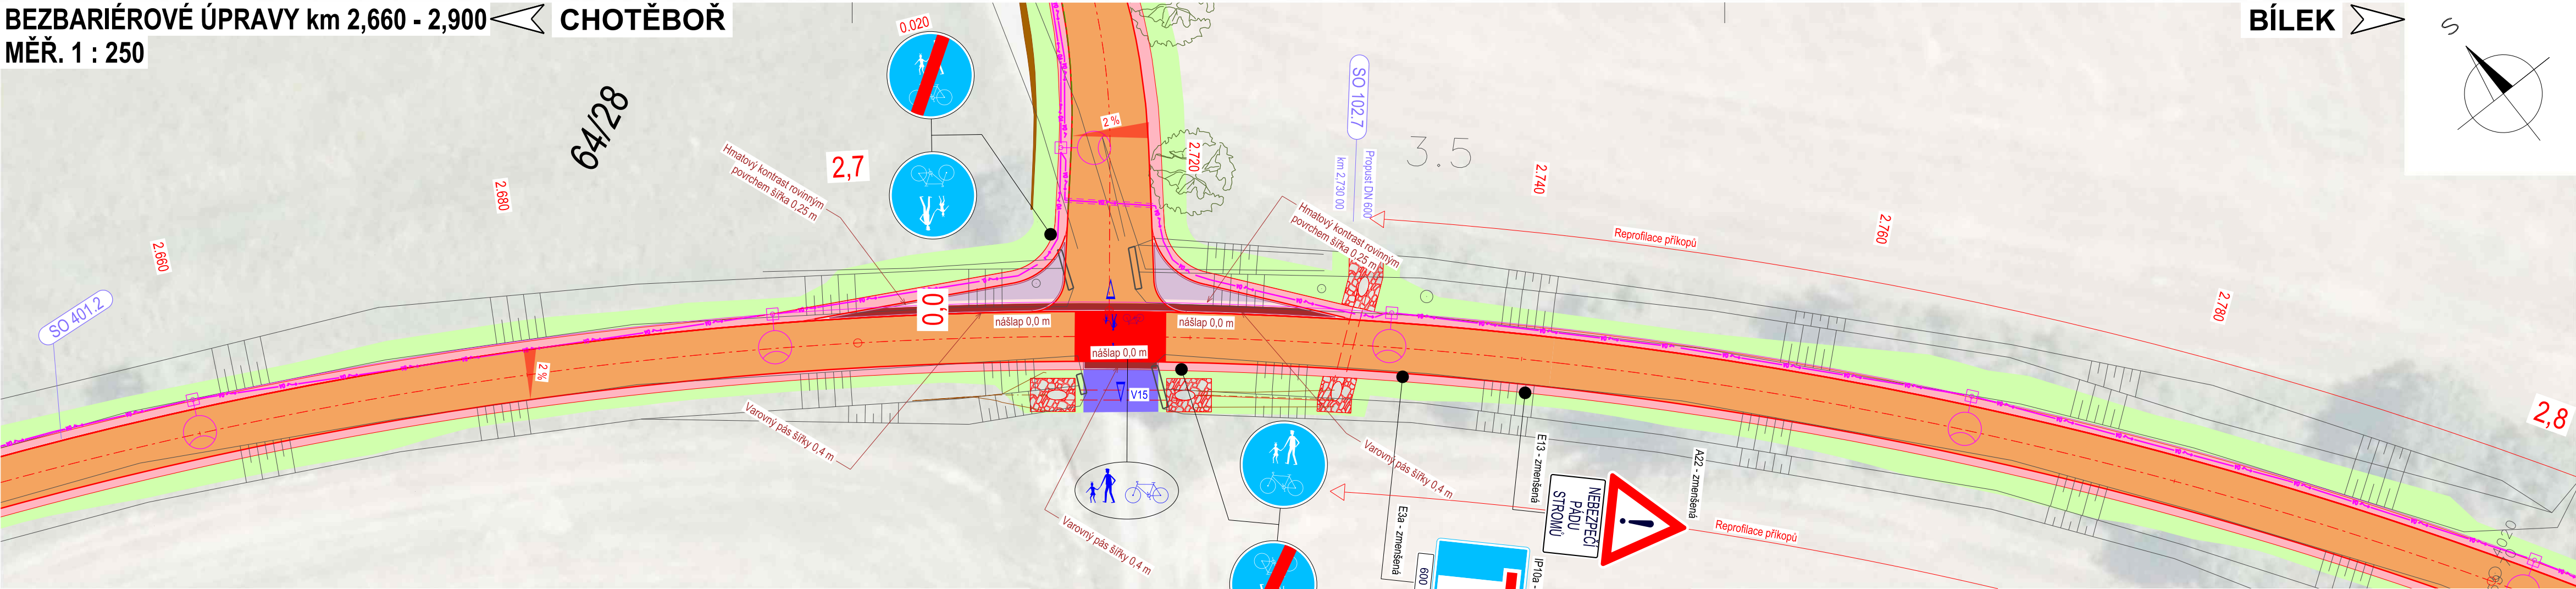 BEZBARIÉROVÉ ÚPRAVY km 2,660 - 2,900
MĚŘ. 1 : 250
CHOTĚBOŘ
BÍLEK
S
0.020
64/28
2,7
2.660
2.680
2.720
2.740
2.760
2.780
2,8
3.5
SO 401.2
SO 102.7
km 2,730 00
Propust DN 600
Hmatový kontrast rovinným
povrchem šířka 0,25 m
Hmatový kontrast rovinným
povrchem šířka 0,25 m
Reprofilace příkopů
2 %
2 %
0,0
nášlap 0,0 m
nášlap 0,0 m
nášlap 0,0 m
V15
Varovný pás šířky 0,4 m
Varovný pás šířky 0,4 m
Varovný pás šířky 0,4 m
E3a - zmenšená
E13 - zmenšená
A22 - zmenšená
NEBEZPEČÍ
PÁDU
STROMŮ
Reprofilace příkopů
IP10a -
600